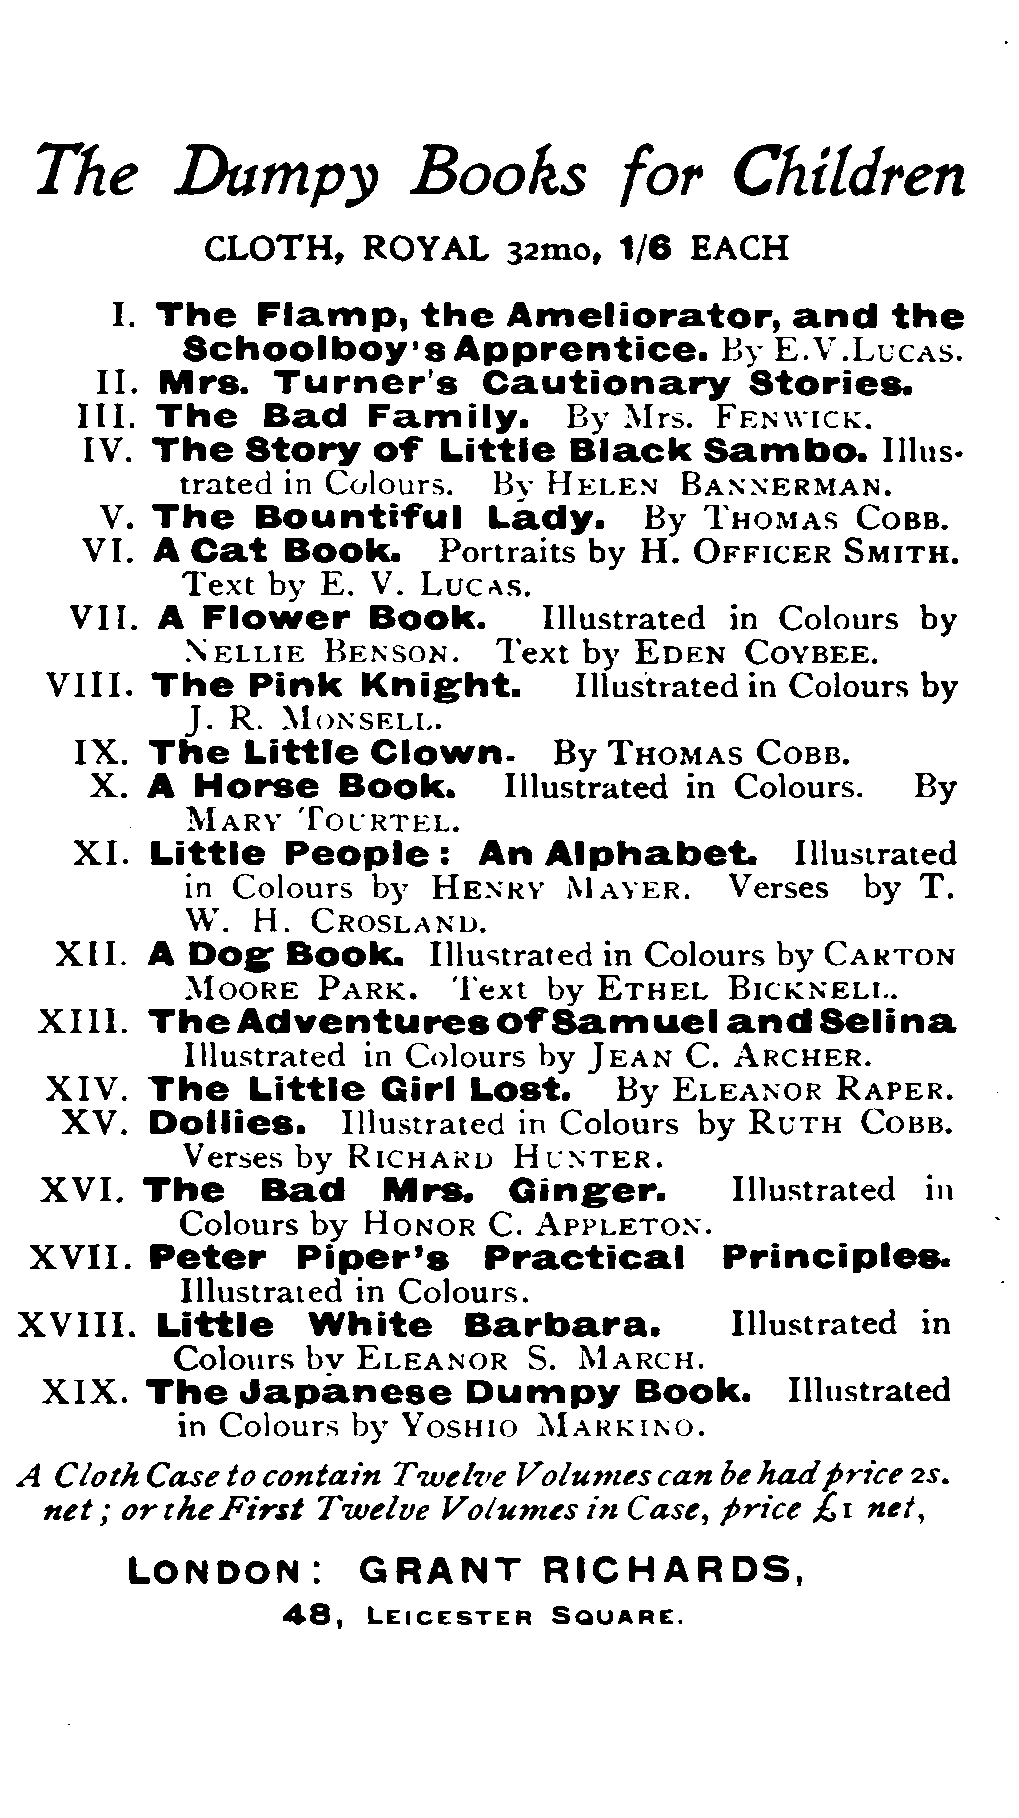 The Dumpy Books for Children
CLOTH, ROYAL 32mo, 1/6 EACH
I. The Flamp, the Ameliorator, and the
Schoolboy's Apprentice. By E.V.LUCAS.
II. Mrs. Turner's Cautionary Stories.
III. The Bad Family. By Mrs. FENWICK.
IV. The Story of Little Black Sambo. Illus-
trated in Colours. By HELEN BANNERMAN.
V. The Bountiful Lady. By THOMAS COBB.
VI. A Cat Book. Portraits by H. OFFICER SMITH.
Text by E. V. LUCAS.
VII. A Flower Book. Illustrated in Colours by
NELLIE BENSON. Text by EDEN COYBEE.
VIII. The Pink Knight. Illustrated in Colours by
J. R. MONSELL.
IX. The Little Clown. By THOMAS COBB.
X. A Horse Book. Illustrated in Colours. By
MARY TOURTEL.
XI. Little People: An Alphabet. Illustrated
in Colours by HENRY MAYER. Verses by T.
W. H. CROSLAND.
XII. A Dog Book. Illustrated in Colours by CARTON
MOORE PARK. Text by ETHEL BICKNELL.
XIII. The Adventures of Samuel and Selina
Illustrated in Colours by JEAN C. ARCHER.
XIV. The Little Girl Lost. By ELEANOR RAPER.
XV. Dollies. Illustrated in Colours by RUTH COBB.
Verses by RICHARD HUNTER.
XVI. The Bad Mrs. Ginger. Illustrated in
Colours by HONOR C. APPLETON.
XVII. Peter Piper's Practical Principles.
Illustrated in Colours.
XVIII. Little White Barbara. Illustrated in
Colours by ELEANOR S. MARCH.
XIX. The Japanese Dumpy Book. Illustrated
in Colours by YOSHIO MARKINO.
A Cloth Case to contain Twelve Volumes can be had price 2s.
net; or the First Twelve Volumes in Case, price £1 net,
LONDON: GRANT RICHARDS,
48, LEICESTER SQUARE.